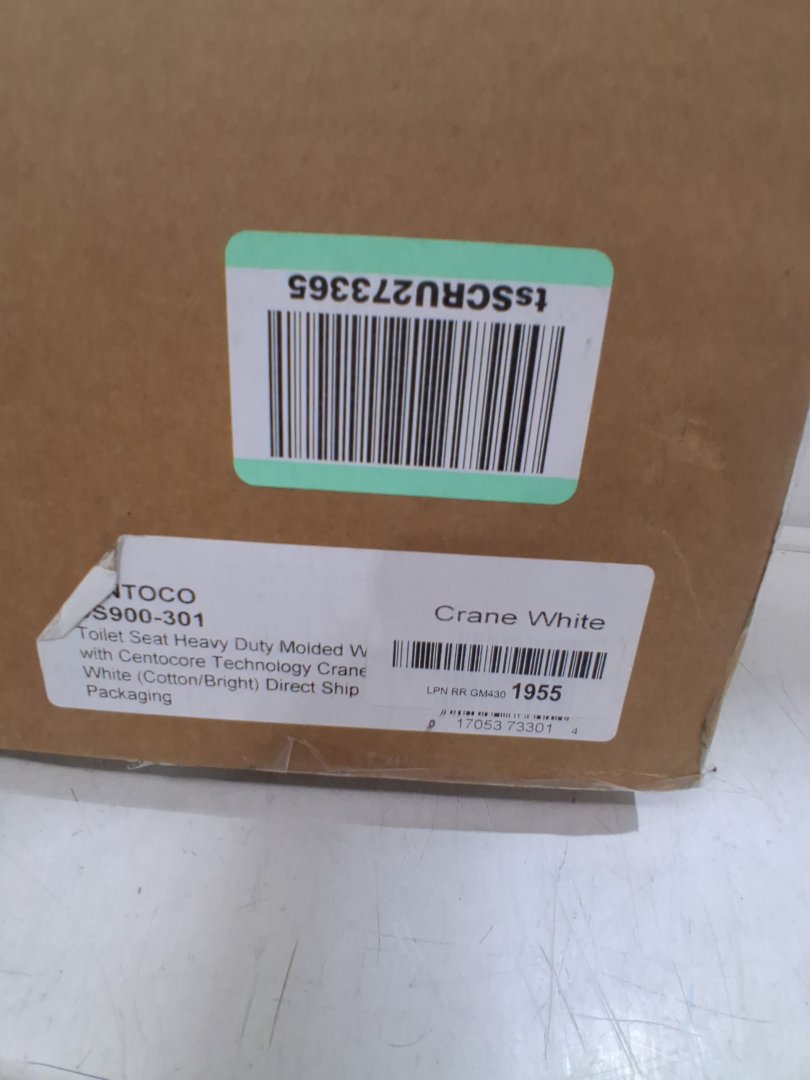 tsSCRU273365
NTOCO
S900-301
Toilet Seat Heavy Duty Molded W
with Centocore Technology Crane
White (Cotton/Bright) Direct Ship
Packaging
Crane White
LPN RR GM430 1955
0 17053 73301 4